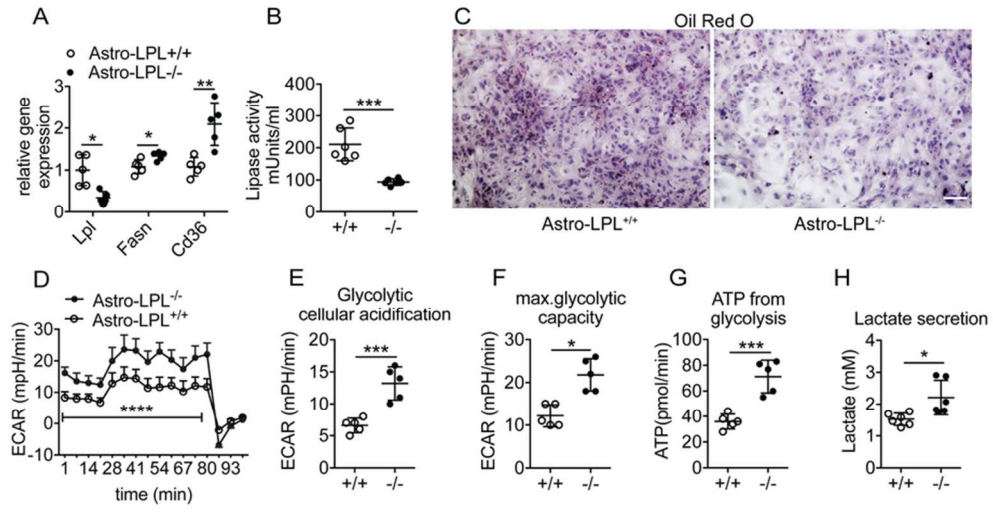 A
Astro-LPL+/+
Astro-LPL-/-
relative gene
expression
3
2
1
0
*
*
**
Lpl
Fasn
Cd36
B
Lipase activity
mUnits/ml
400
300
200
100
0
***
+/+ -/-
C
Oil Red O
Astro-LPL+/+
Astro-LPL-/-
D
Astro-LPL-/-
Astro-LPL+/+
ECAR (mpH/min)
30
20
10
0
-10
****
1 14 28 41 54 67 80 93
time (min)
E
Glycolytic
cellular acidification
ECAR (mPH/min)
20
15
10
5
0
***
+/+ -/-
F
max.glycolytic
capacity
ECAR (mPH/min)
30
20
10
0
*
+/+ -/-
G
ATP from
glycolysis
ATP(pmol/min)
100
80
60
40
20
0
***
+/+ -/-
H
Lactate secretion
Lactate (mM)
4
3
2
1
0
*
+/+ -/-